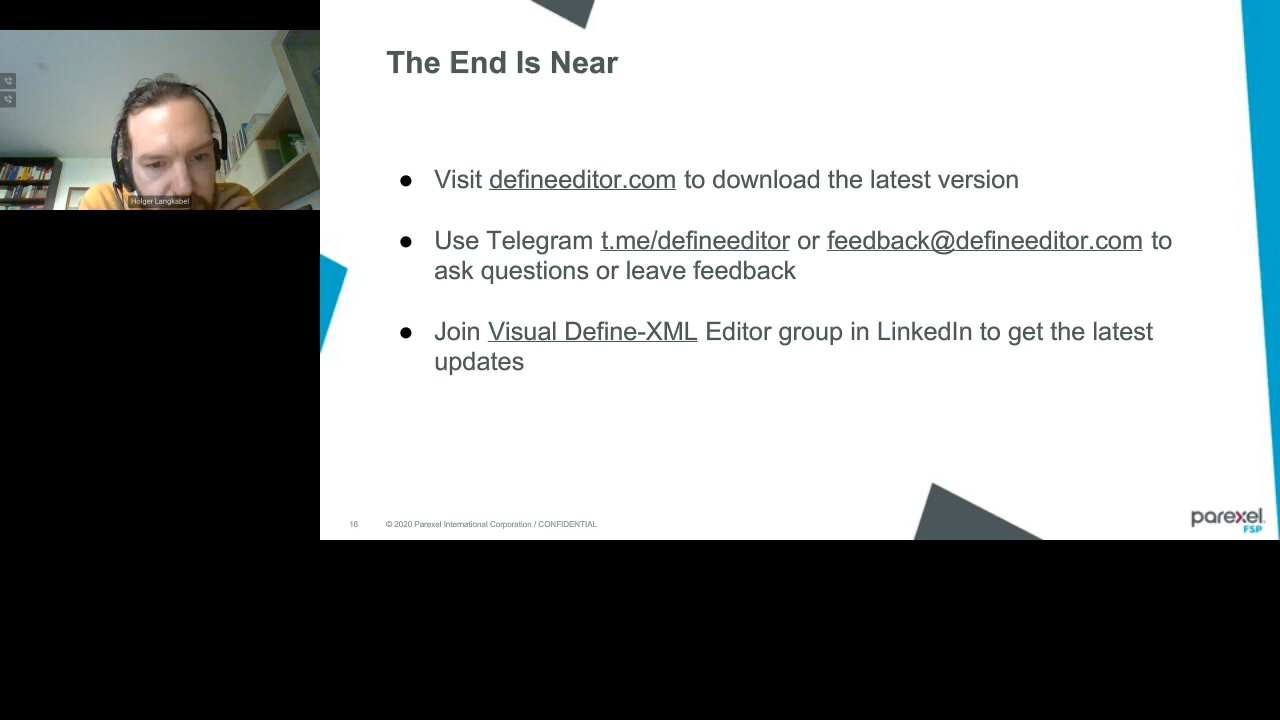 Holger Langkabel
The End Is Near
● Visit defineeditor.com to download the latest version
● Use Telegram t.me/defineeditor or feedback@defineeditor.com to
ask questions or leave feedback
● Join Visual Define-XML Editor group in LinkedIn to get the latest
updates
16 © 2020 Parexel International Corporation / CONFIDENTIAL
parexel.
FSP